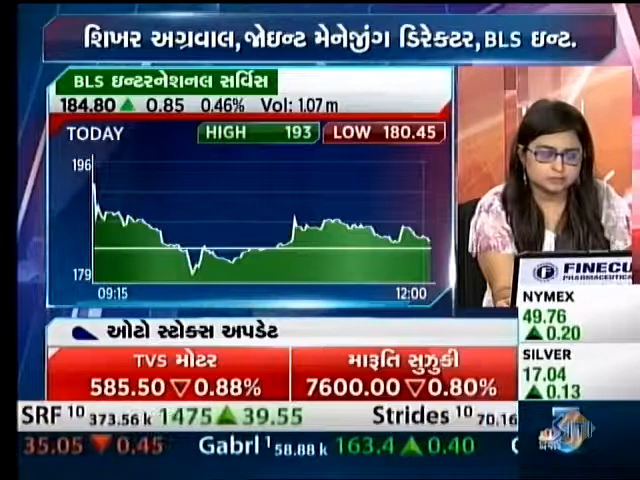 શિખર અગ્રવાલ, જોઇન્ટ મેનેજીંગ ડિરેક્ટર, BLS ઇન્ટ.
BLS ઇન્ટરનેશનલ સર્વિસ
184.80 ▲ 0.85 0.46% Vol: 1.07 m
TODAY HIGH 193 LOW 180.45
196
179
09:15 12:00
FINECU
PHARMACEUTICA
NYMEX
49.76
▲ 0.20
SILVER
17.04
▲ 0.13
ઓટો સ્ટોક્સ અપડેટ
TVS મોટર
585.50 ▽ 0.88%
મારૂતિ સુઝુકી
7600.00 ▽ 0.80%
SRF 10 373.56 k 1475 ▲ 39.55 Strides 10 70.16
35.05 ▼ 0.45 Gabrl 1 58.88 k 163.4 ▲ 0.40